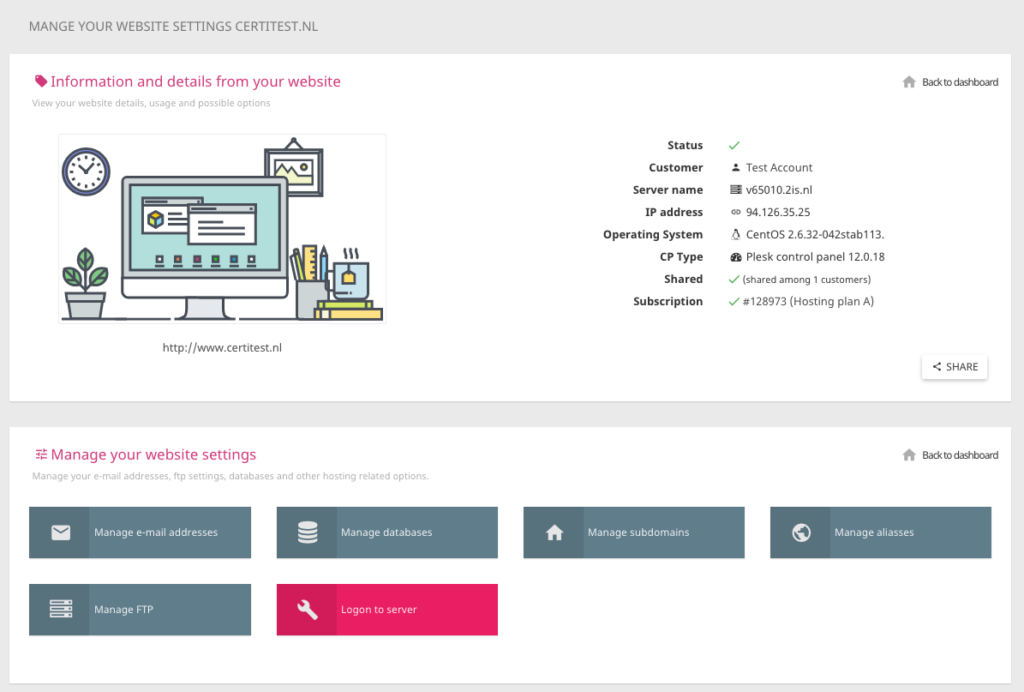 MANGE YOUR WEBSITE SETTINGS CERTITEST.NL
Information and details from your website
Back to dashboard
View your website details, usage and possible options
Status
Customer Test Account
Server name v65010.2is.nl
IP address 94.126.35.25
Operating System CentOS 2.6.32-042stab113.
CP Type Plesk control panel 12.0.18
Shared (shared among 1 customers)
Subscription #128973 (Hosting plan A)
http://www.certitest.nl
SHARE
Manage your website settings
Back to dashboard
Manage your e-mail addresses, ftp settings, databases and other hosting related options.
Manage e-mail addresses
Manage databases
Manage subdomains
Manage aliasses
Manage FTP
Logon to server